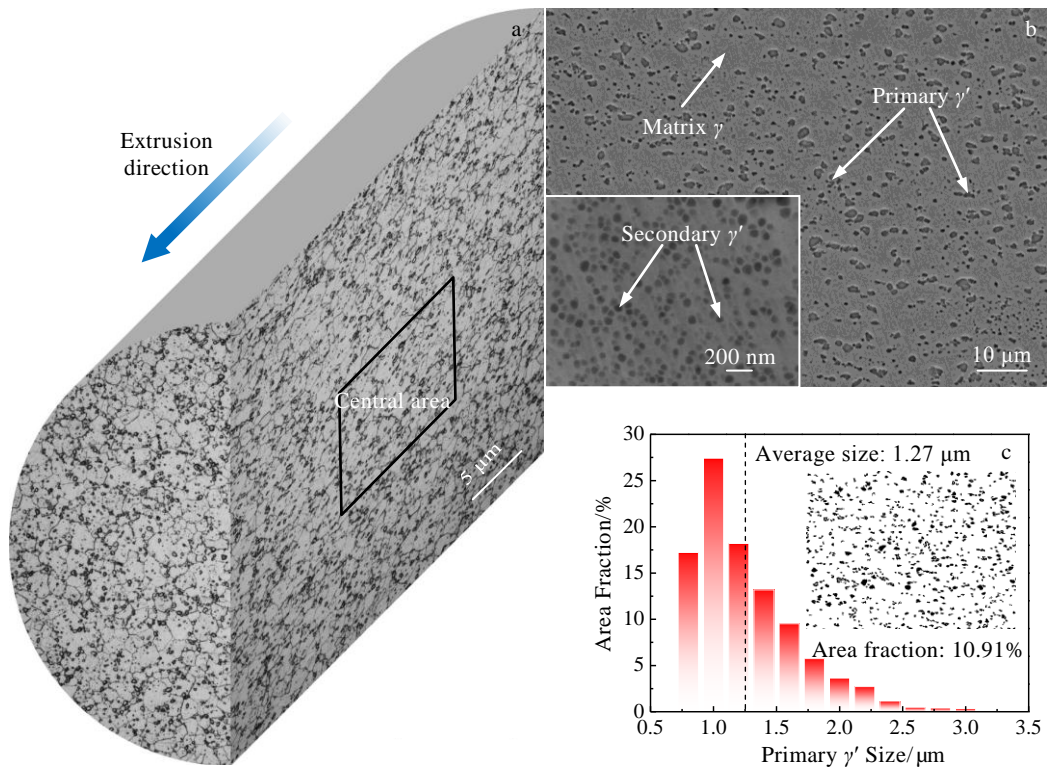 a
Extrusion
direction
Central area
5 μm
b
Matrix γ
Primary γ′
Secondary γ′
200 nm
10 μm
c
Average size: 1.27 μm
Area fraction: 10.91%
Area Fraction/%
30
25
20
15
10
5
0
0.5 1.0 1.5 2.0 2.5 3.0 3.5
Primary γ′ Size/μm